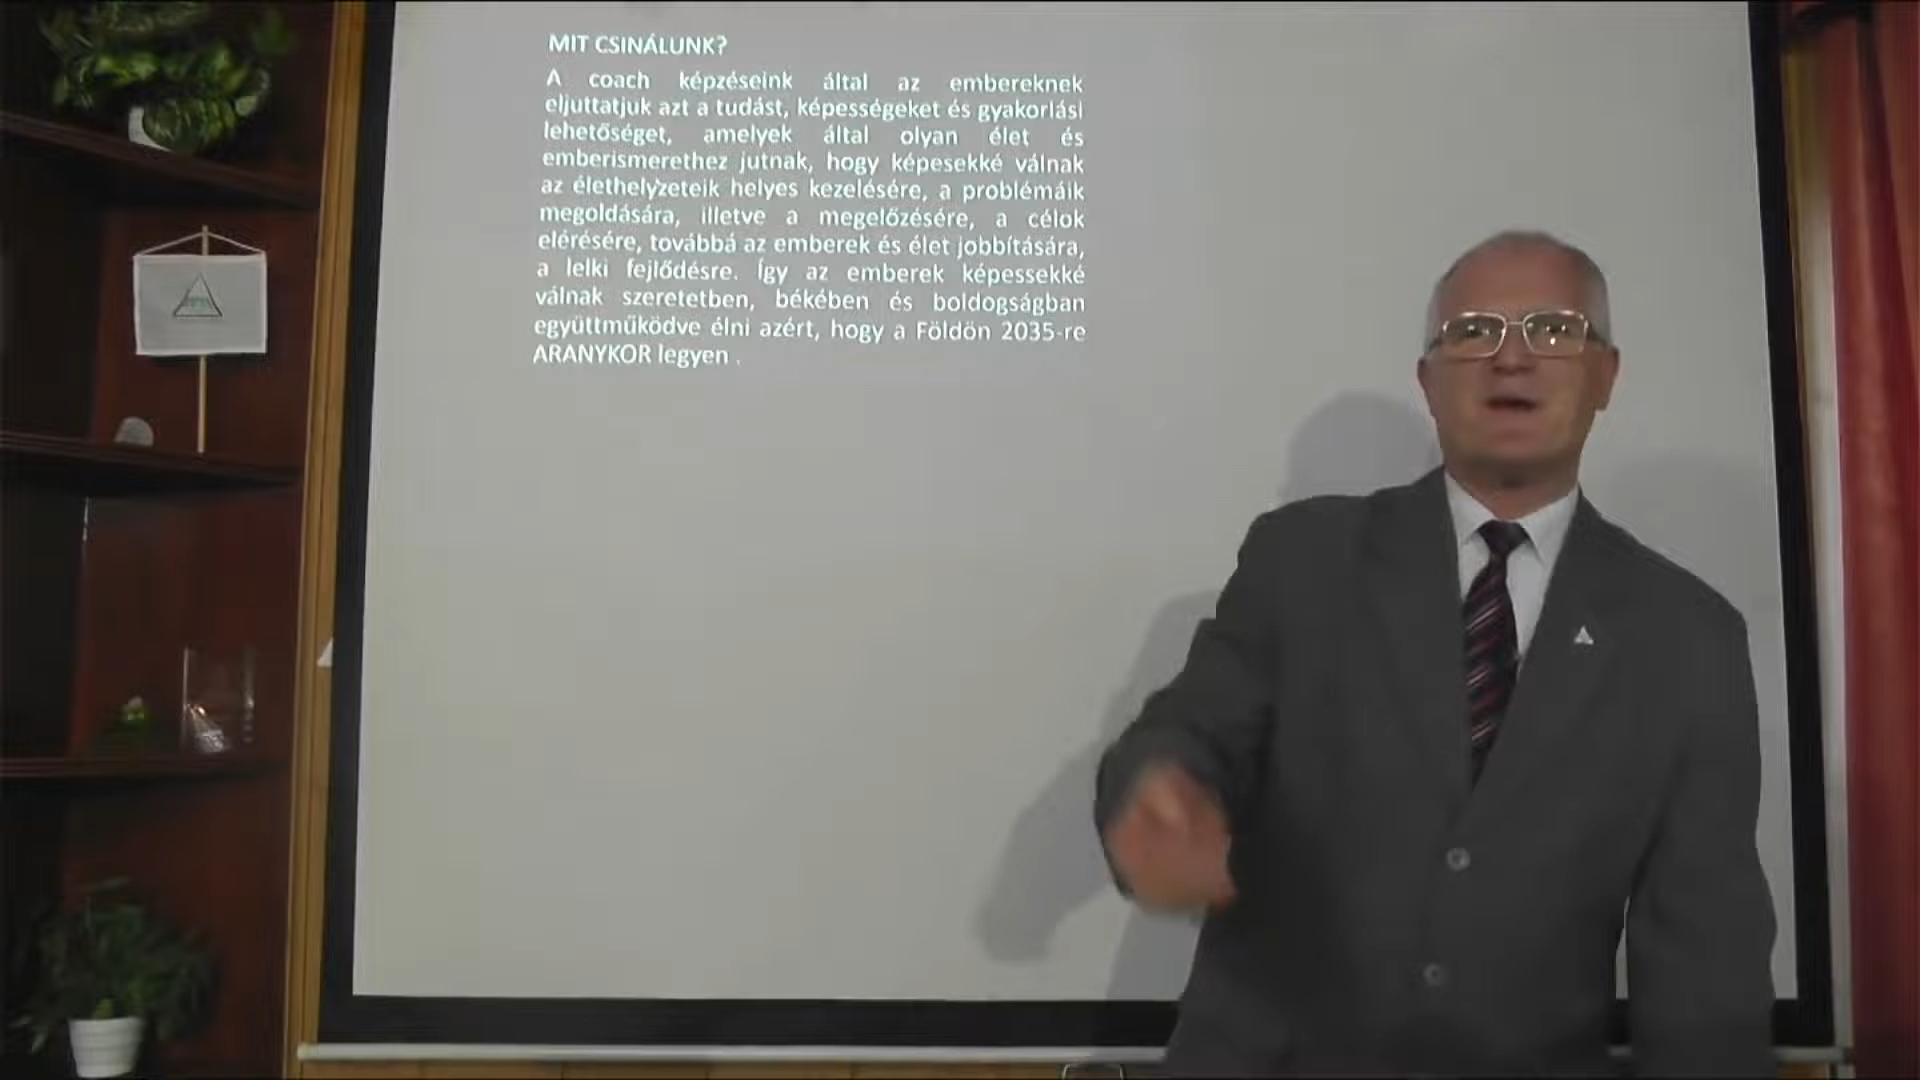 MIT CSINÁLUNK?
A coach képzéseink által az embereknek
eljuttatjuk azt a tudást, képességeket és gyakorlási
lehetőséget, amelyek által olyan élet és
emberismerethez jutnak, hogy képesekké válnak
az élethelyzeteik helyes kezelésére, a problémáik
megoldására, illetve a megelőzésére, a célok
elérésére, továbbá az emberek és élet jobbítására,
a lelki fejlődésre. Így az emberek képessekké
válnak szeretetben, békében és boldogságban
együttműködve élni azért, hogy a Földön 2035-re
ARANYKOR legyen .